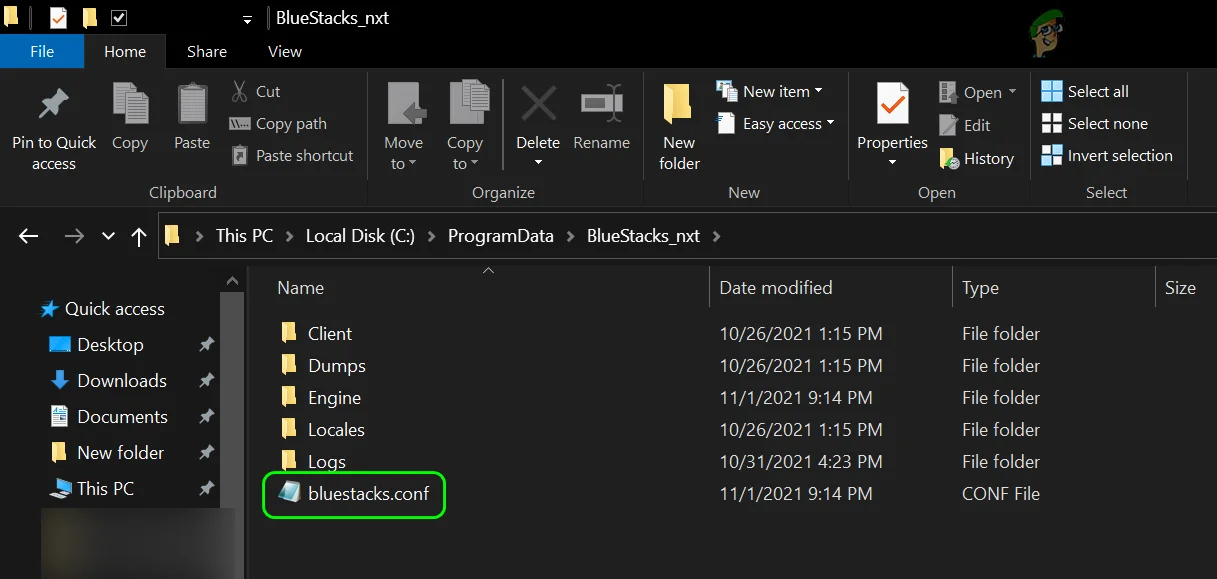 BlueStacks_nxt
File Home Share View
Pin to Quick access
Copy
Paste
Cut
Copy path
Paste shortcut
Clipboard
Move to
Copy to
Delete
Rename
Organize
New folder
New item
Easy access
New
Properties
Open
Edit
History
Open
Select all
Select none
Invert selection
Select
This PC > Local Disk (C:) > ProgramData > BlueStacks_nxt >
Quick access
Desktop
Downloads
Documents
New folder
This PC
Name Date modified Type Size
Client 10/26/2021 1:15 PM File folder
Dumps 10/26/2021 1:15 PM File folder
Engine 11/1/2021 9:14 PM File folder
Locales 10/26/2021 1:15 PM File folder
Logs 10/31/2021 4:23 PM File folder
bluestacks.conf 11/1/2021 9:14 PM CONF File